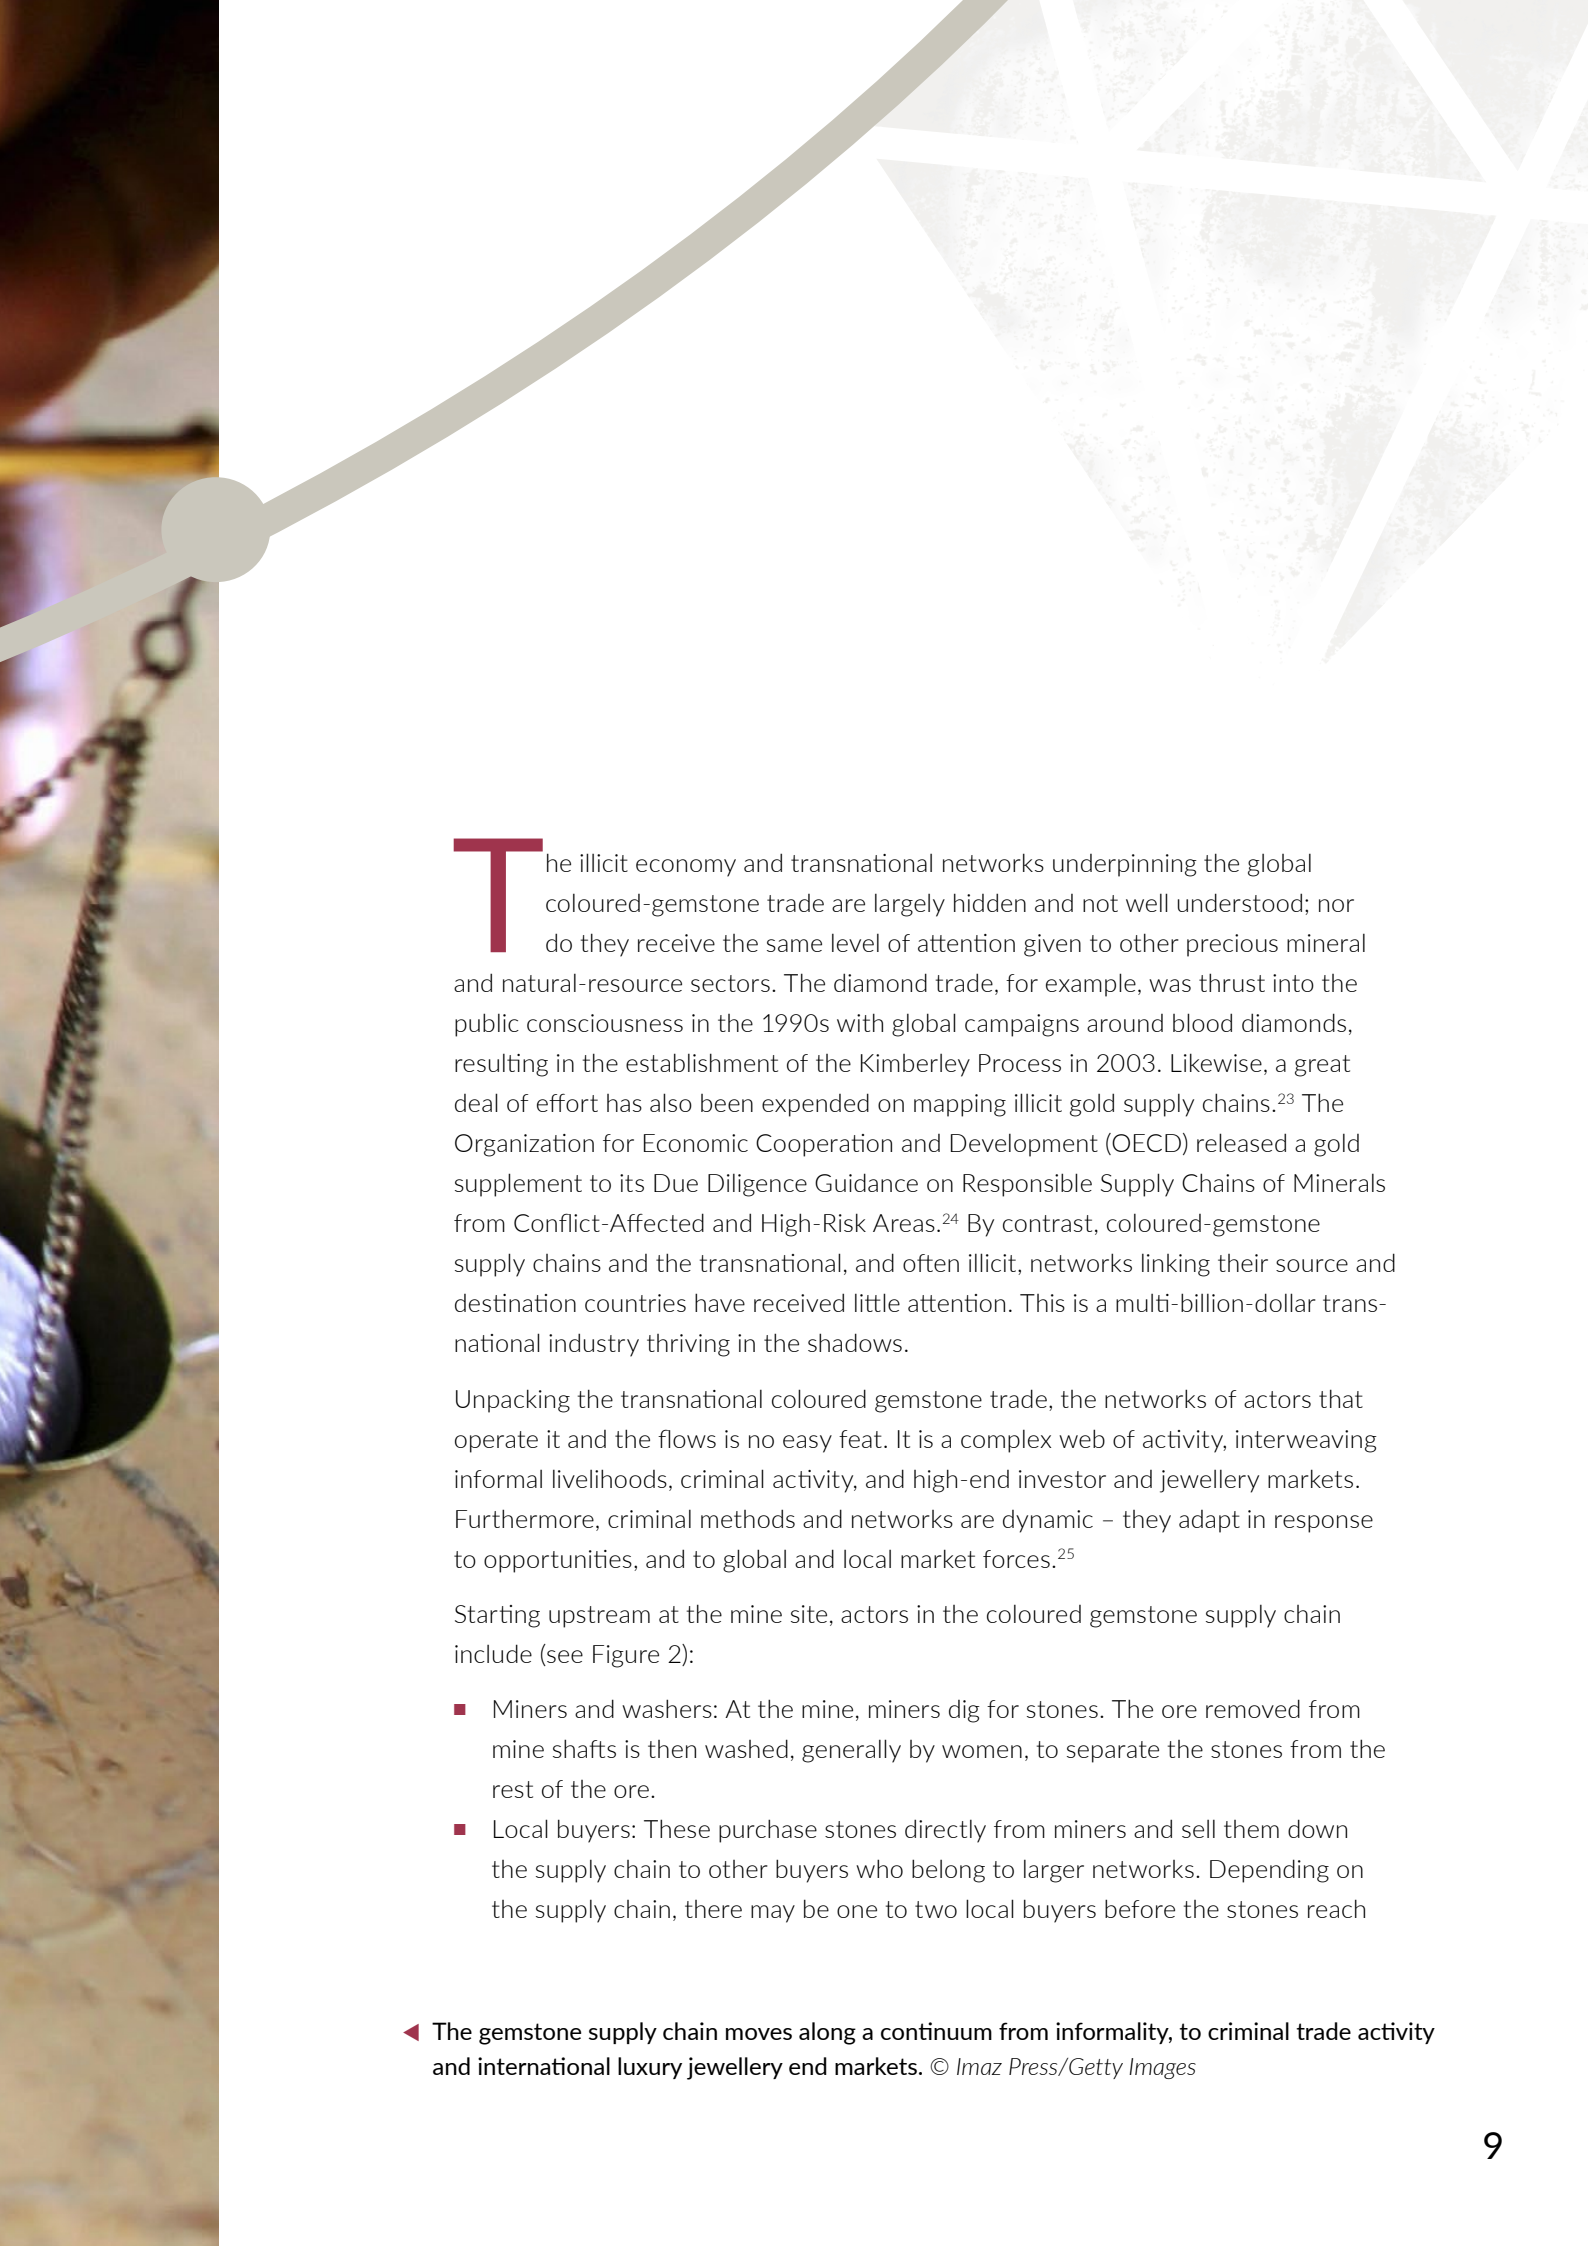 The illicit economy and transnational networks underpinning the global
coloured-gemstone trade are largely hidden and not well understood; nor
do they receive the same level of attention given to other precious mineral
and natural-resource sectors. The diamond trade, for example, was thrust into the
public consciousness in the 1990s with global campaigns around blood diamonds,
resulting in the establishment of the Kimberley Process in 2003. Likewise, a great
deal of effort has also been expended on mapping illicit gold supply chains.23 The
Organization for Economic Cooperation and Development (OECD) released a gold
supplement to its Due Diligence Guidance on Responsible Supply Chains of Minerals
from Conflict-Affected and High-Risk Areas.24 By contrast, coloured-gemstone
supply chains and the transnational, and often illicit, networks linking their source and
destination countries have received little attention. This is a multi-billion-dollar trans-
national industry thriving in the shadows.
Unpacking the transnational coloured gemstone trade, the networks of actors that
operate it and the flows is no easy feat. It is a complex web of activity, interweaving
informal livelihoods, criminal activity, and high-end investor and jewellery markets.
Furthermore, criminal methods and networks are dynamic – they adapt in response
to opportunities, and to global and local market forces.25
Starting upstream at the mine site, actors in the coloured gemstone supply chain
include (see Figure 2):
■ Miners and washers: At the mine, miners dig for stones. The ore removed from
mine shafts is then washed, generally by women, to separate the stones from the
rest of the ore.
■ Local buyers: These purchase stones directly from miners and sell them down
the supply chain to other buyers who belong to larger networks. Depending on
the supply chain, there may be one to two local buyers before the stones reach
◀ The gemstone supply chain moves along a continuum from informality, to criminal trade activity
and international luxury jewellery end markets. © Imaz Press/Getty Images
9